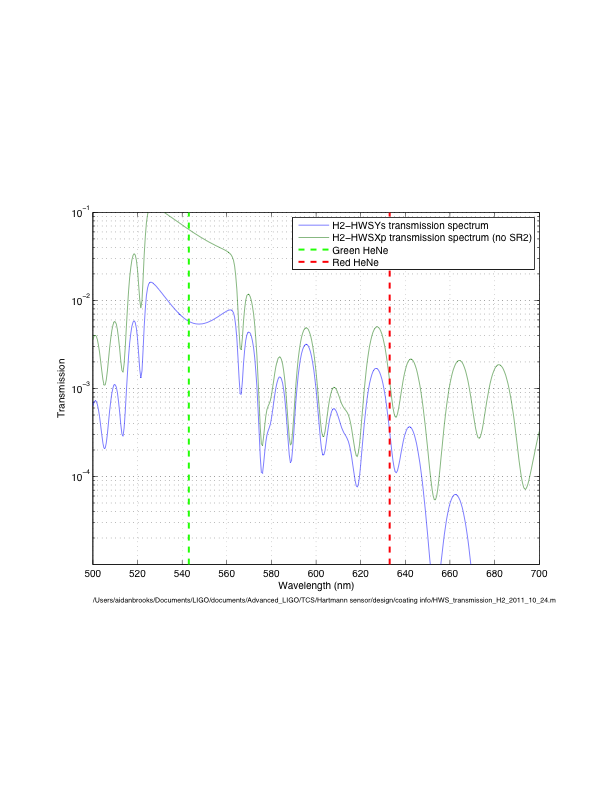 10−1
10−2
10−3
10−4
Transmission
H2−HWSYs transmission spectrum
H2−HWSXp transmission spectrum (no SR2)
Green HeNe
Red HeNe
500 520 540 560 580 600 620 640 660 680 700
Wavelength (nm)
/Users/aidanbrooks/Documents/LIGO/documents/Advanced_LIGO/TCS/Hartmann sensor/design/coating info/HWS_transmission_H2_2011_10_24.m